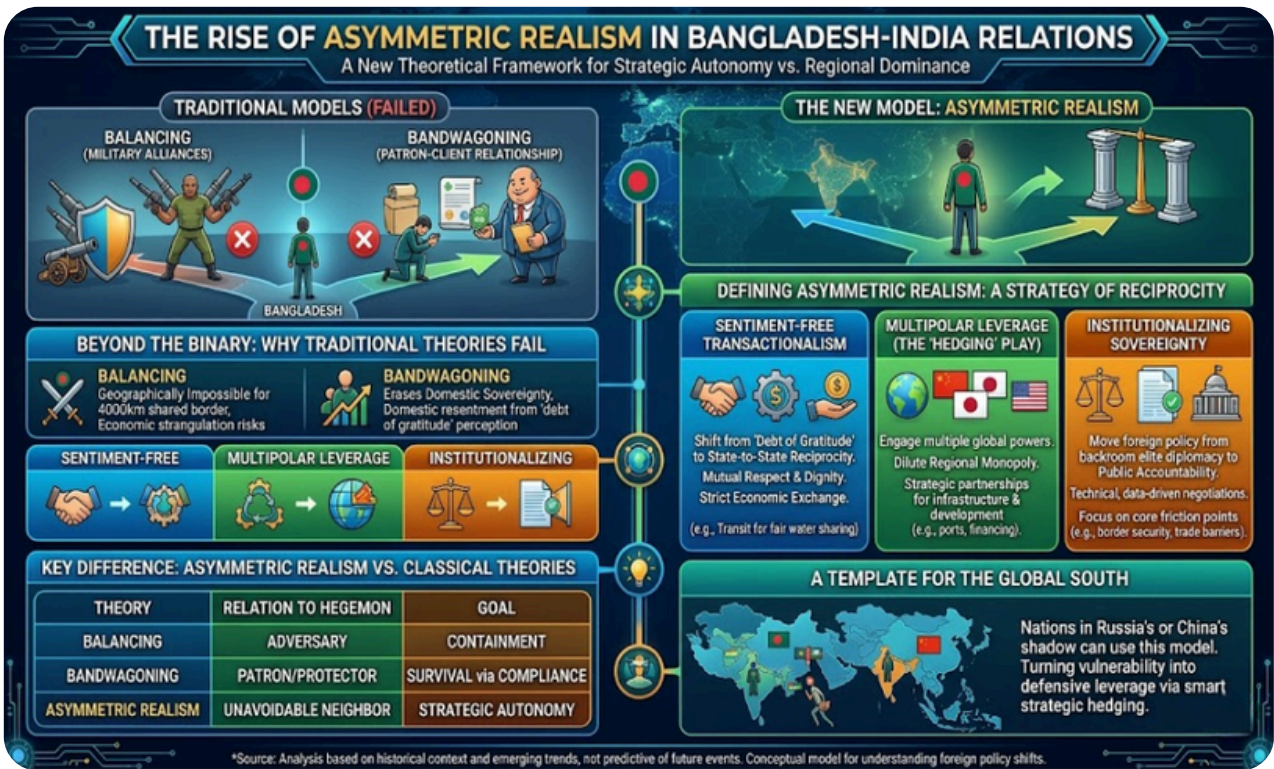 THE RISE OF ASYMMETRIC REALISM IN BANGLADESH-INDIA RELATIONS
A New Theoretical Framework for Strategic Autonomy vs. Regional Dominance
TRADITIONAL MODELS (FAILED)
BALANCING
(MILITARY ALLIANCES)
BANDWAGONING
(PATRON-CLIENT RELATIONSHIP)
BANGLADESH
BEYOND THE BINARY: WHY TRADITIONAL THEORIES FAIL
BALANCING
Geographically Impossible for
4000km shared border,
Economic strangulation risks
BANDWAGONING
Erases Domestic Sovereignty,
Domestic resentment from 'debt
of gratitude' perception
SENTIMENT-FREE
MULTIPOLAR LEVERAGE
INSTITUTIONALIZING
KEY DIFFERENCE: ASYMMETRIC REALISM VS. CLASSICAL THEORIES
THEORY RELATION TO HEGEMON GOAL
BALANCING ADVERSARY CONTAINMENT
BANDWAGONING PATRON/PROTECTOR SURVIVAL via COMPLIANCE
ASYMMETRIC REALISM UNAVOIDABLE NEIGHBOR STRATEGIC AUTONOMY
THE NEW MODEL: ASYMMETRIC REALISM
DEFINING ASYMMETRIC REALISM: A STRATEGY OF RECIPROCITY
SENTIMENT-FREE
TRANSACTIONALISM
Shift from 'Debt of Gratitude'
to State-to-State Reciprocity.
Mutual Respect & Dignity.
Strict Economic Exchange.
(e.g., Transit for fair water sharing)
MULTIPOLAR LEVERAGE
(THE 'HEDGING' PLAY)
Engage multiple global powers.
Dilute Regional Monopoly.
Strategic partnerships
for infrastructure &
development
(e.g., ports, financing).
INSTITUTIONALIZING
SOVEREIGNTY
Move foreign policy from
backroom elite diplomacy to
Public Accountability.
Technical, data-driven negotiations.
Focus on core friction points
(e.g., border security, trade barriers).
A TEMPLATE FOR THE GLOBAL SOUTH
Nations in Russia's or China's
shadow can use this model.
Turning vulnerability into
defensive leverage via smart
strategic hedging.
*Source: Analysis based on historical context and emerging trends, not predictive of future events. Conceptual model for understanding foreign policy shifts.